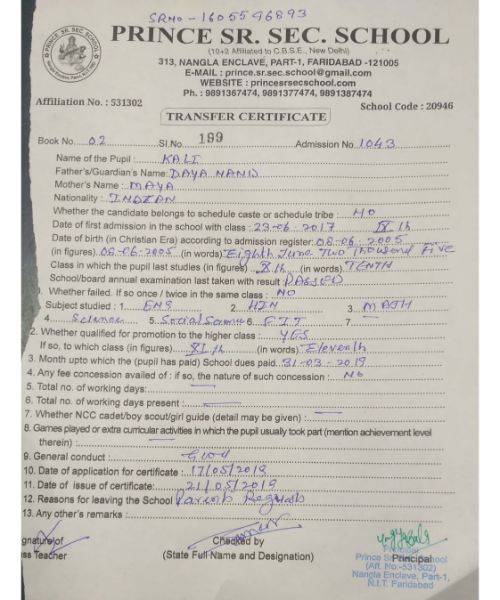 SRNO - 1605596893
PRINCE SR. SEC. SCHOOL
(10+2 Affiliated to C.B.S.E., New Delhi)
313, NANGLA ENCLAVE, PART-1, FARIDABAD -121005
E-MAIL : prince.sr.sec.school@gmail.com
WEBSITE : princesrsecschool.com
Ph. : 9891367474, 9891377474, 9891387474
Affiliation No. : 531302
School Code : 20946
TRANSFER CERTIFICATE
Book No. 02 Sl.No. 199 Admission No. 1043
Name of the Pupil : KALI
Father's/Guardian's Name: DAYA NAND
Mother's Name : MAYA
Nationality : INDIAN
Whether the candidate belongs to schedule caste or schedule tribe : NO
Date of first admission in the school with class : 23-06-2017 IX th
Date of birth (in Christian Era) according to admission register: 08-06-2005
(in figures) 08-06-2005 (in words) Eighth June Two Thousand Five
Class in which the pupil last studies (in figures) X th (in words) TENTH
School/board annual examination last taken with result PASSED
Whether failed. if so once / twice in the same class : NO
Subject studied : 1. ENG 2. HIN 3. MATH
4. Science 5. Social Science 6. FIT 7.
2. Whether qualified for promotion to the higher class : YES
If so, to which class (in figures) XI th (in words) Eleventh
3. Month upto which the (pupil has paid) School dues paid 31-03-2019
4. Any fee concession availed of : if so, the nature of such concession : No
5. Total no. of working days:
6. Total no. of working days present :
7. Whether NCC cadet/boy scout/girl guide (detail may be given) :
8. Games played or extra curricular activities in which the pupil usually took part (mention achievement level
therein) :
9. General conduct : Good
10. Date of application for certificate : 17/05/2019
11. Date of issue of certificate: 21/05/2019
12. Reasons for leaving the School Parents Request
13. Any other's remarks :
gnature of
ss Teacher
Checked by
(State Full Name and Designation)
Principal
Principal
Prince Sr. Sec. School
(Aff. No:-531302)
Nangla Enclave, Part-1,
N.I.T. Faridabad